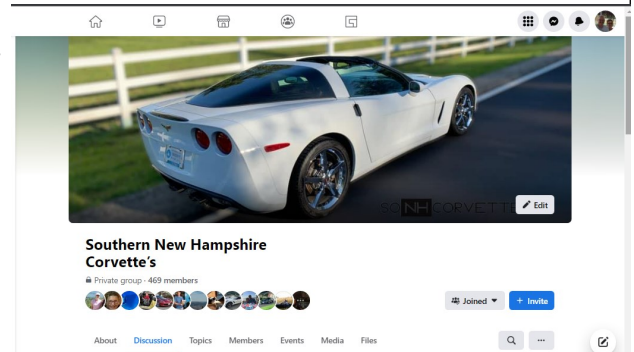 SO NH CORVETTE
Edit
Southern New Hampshire
Corvette's
Private group · 469 members
Joined
+ Invite
About Discussion Topics Members Events Media Files